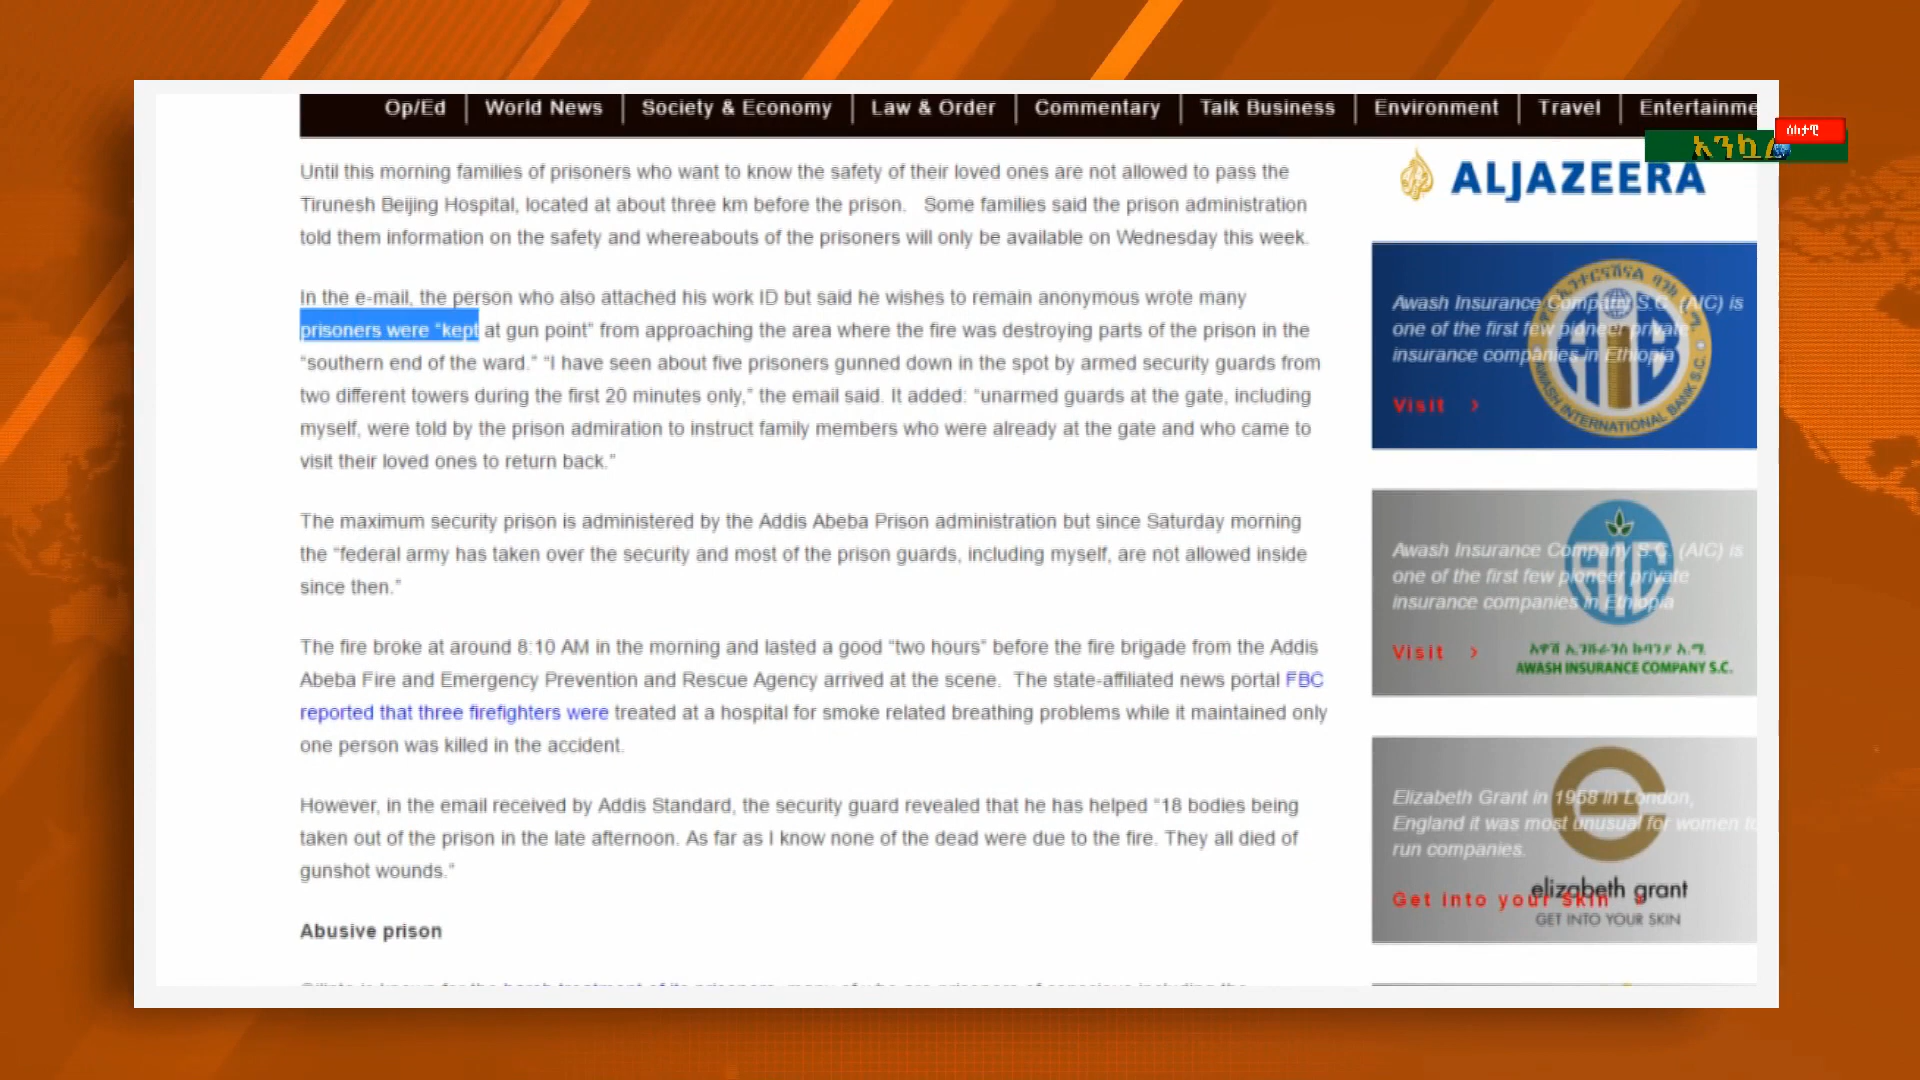 Op/Ed World News Society & Economy Law & Order Commentary Talk Business Environment Travel Entertainme
ሰለታዊ
አንኳር
Until this morning families of prisoners who want to know the safety of their loved ones are not allowed to pass the
Tirunesh Beijing Hospital, located at about three km before the prison. Some families said the prison administration
told them information on the safety and whereabouts of the prisoners will only be available on Wednesday this week.
In the e-mail, the person who also attached his work ID but said he wishes to remain anonymous wrote many
prisoners were “kept at gun point” from approaching the area where the fire was destroying parts of the prison in the
“southern end of the ward.” “I have seen about five prisoners gunned down in the spot by armed security guards from
two different towers during the first 20 minutes only,” the email said. It added: “unarmed guards at the gate, including
myself, were told by the prison admiration to instruct family members who were already at the gate and who came to
visit their loved ones to return back.”
The maximum security prison is administered by the Addis Abeba Prison administration but since Saturday morning
the “federal army has taken over the security and most of the prison guards, including myself, are not allowed inside
since then.”
The fire broke at around 8:10 AM in the morning and lasted a good “two hours” before the fire brigade from the Addis
Abeba Fire and Emergency Prevention and Rescue Agency arrived at the scene. The state-affiliated news portal FBC
reported that three firefighters were treated at a hospital for smoke related breathing problems while it maintained only
one person was killed in the accident.
However, in the email received by Addis Standard, the security guard revealed that he has helped “18 bodies being
taken out of the prison in the late afternoon. As far as I know none of the dead were due to the fire. They all died of
gunshot wounds.”
Abusive prison
ALJAZEERA
Awash Insurance Company S.C. (AIC) is
one of the first few pioneer private
insurance companies in Ethiopia
Visit >
AIB
AWASH INTERNATIONAL BANK S.C.
Awash Insurance Company S.C. (AIC) is
one of the first few pioneer private
insurance companies in Ethiopia
Visit >
AIC
አዋሽ ኢንሹራንስ ኩባንያ አ.ማ.
AWASH INSURANCE COMPANY S.C.
Elizabeth Grant in 1958 in London,
England it was most unusual for women to
run companies.
Get into your Skin >
elizabeth grant
GET INTO YOUR SKIN